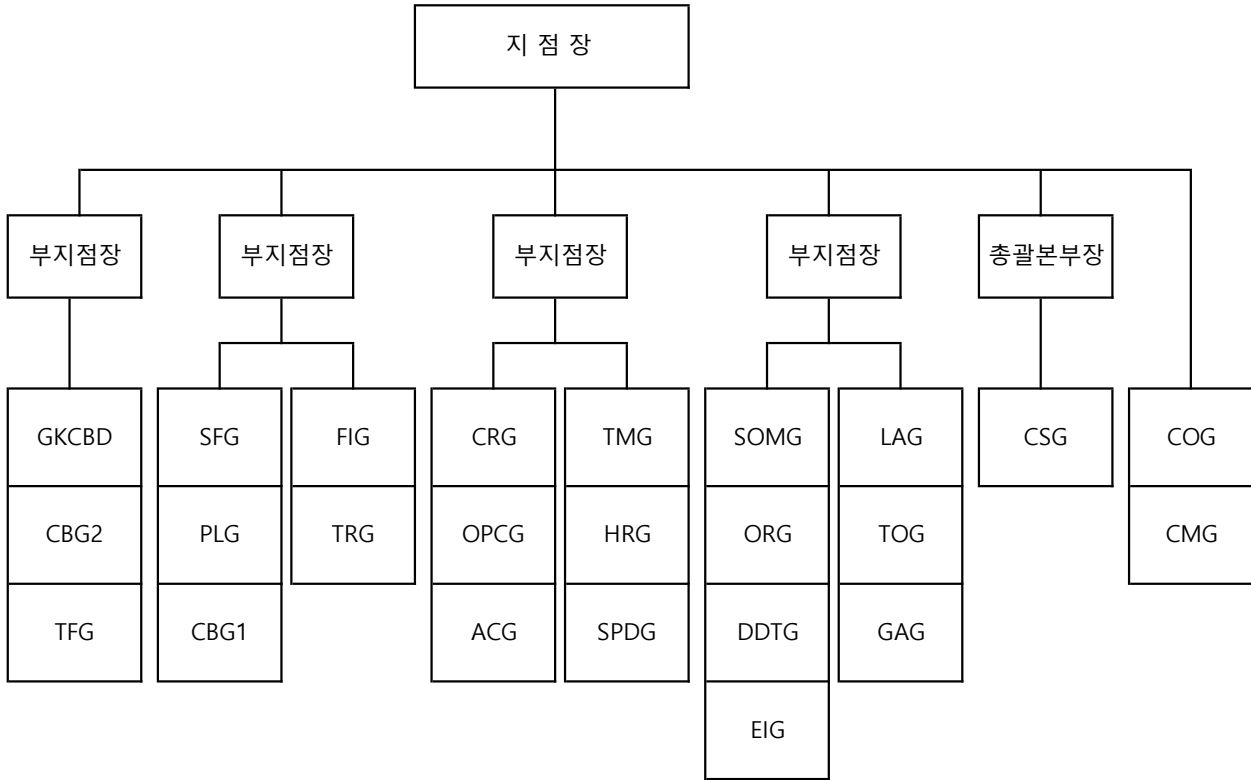 지 점 장
부지점장 부지점장 부지점장 부지점장 총괄본부장
GKCBD SFG FIG CRG TMG SOMG LAG CSG COG
CBG2 PLG TRG OPCG HRG ORG TOG CMG
TFG CBG1 ACG SPDG DDTG GAG
EIG